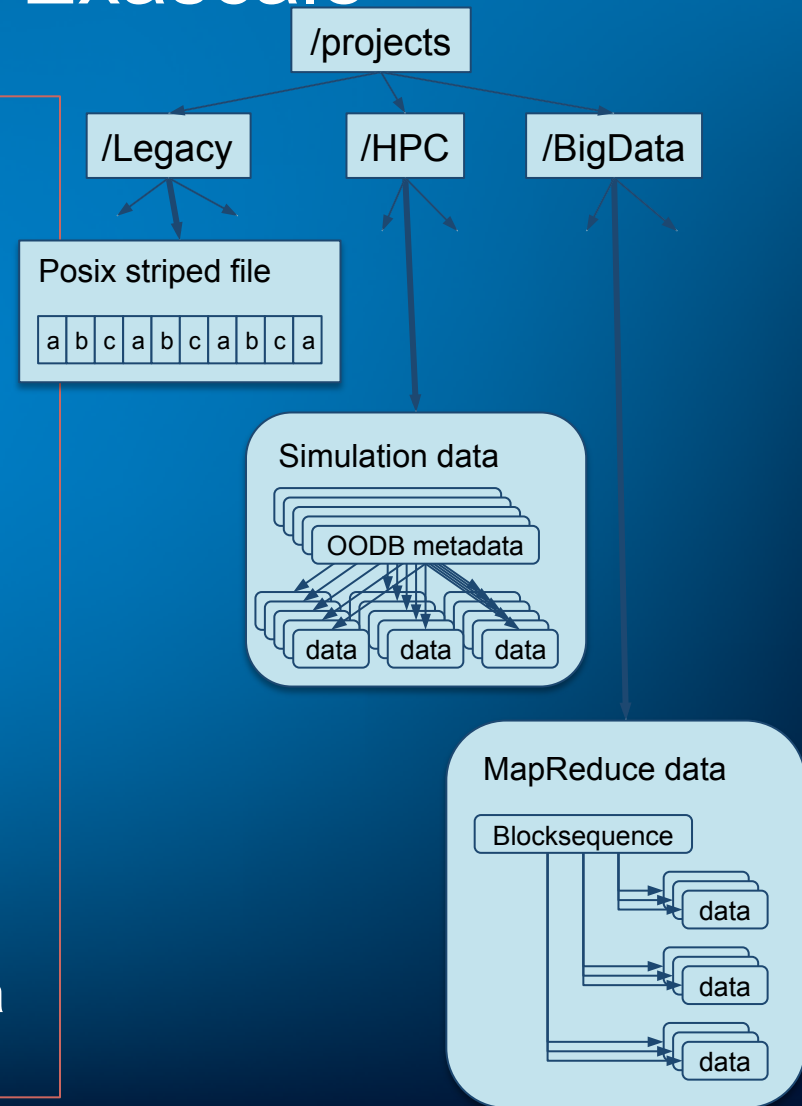 /projects
/Legacy /HPC /BigData
Posix striped file
a b c a b c a b c a
Simulation data
OODB metadata
data data data
MapReduce data
Blocksequence
data
data
data